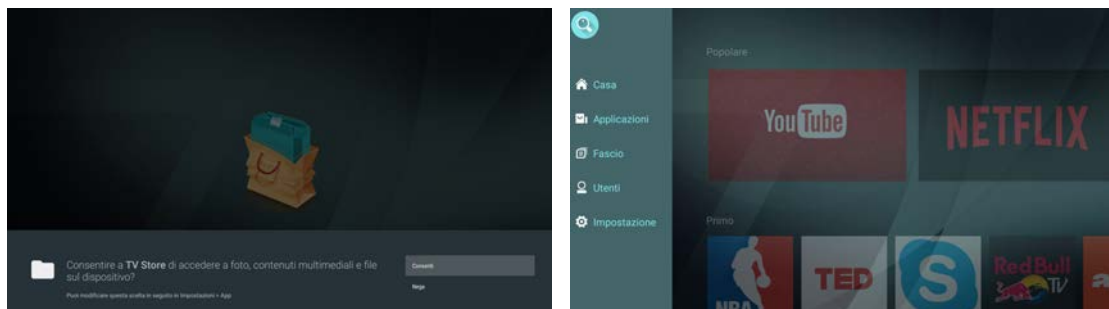 Consentire a TV Store di accedere a foto, contenuti multimediali e file
sul dispositivo?
Puoi modificare questa scelta in seguito in Impostazioni > App
Consenti
Nega
Casa
Applicazioni
Fascio
Utenti
Impostazione
Popolare
YouTube
NETFLIX
Primo
NBA
TED
S
Red Bull
TV
a